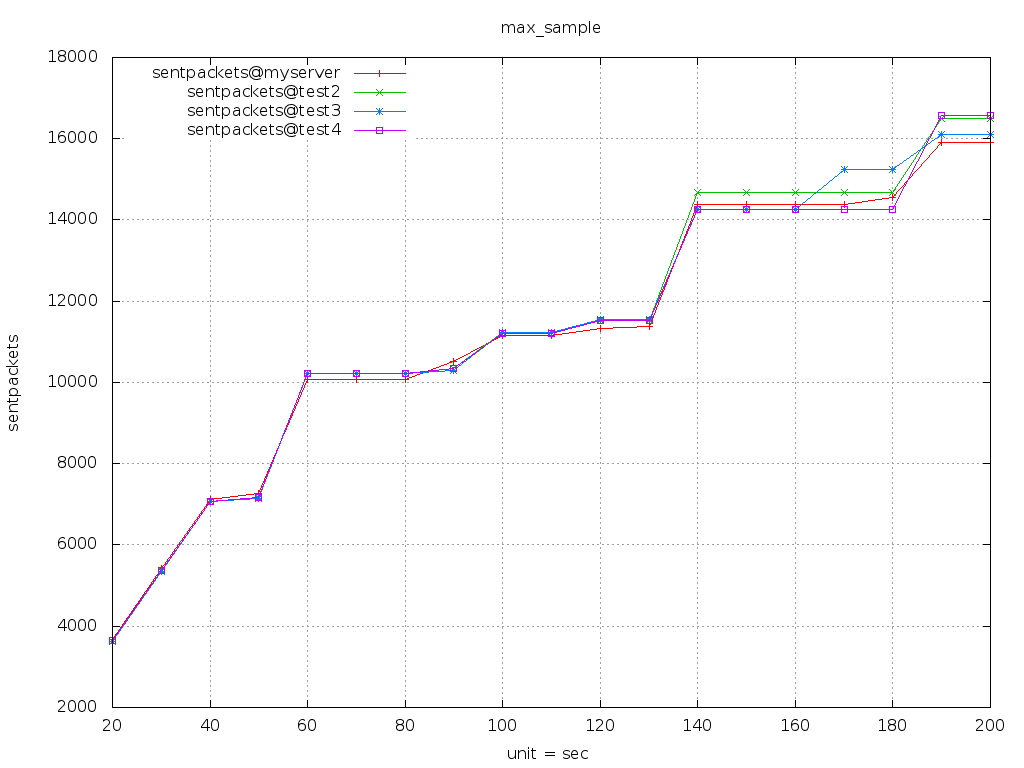 max_sample
18000
16000
14000
12000
10000
8000
6000
4000
2000
sentpackets
sentpackets@myserver
sentpackets@test2
sentpackets@test3
sentpackets@test4
20 40 60 80 100 120 140 160 180 200
unit = sec